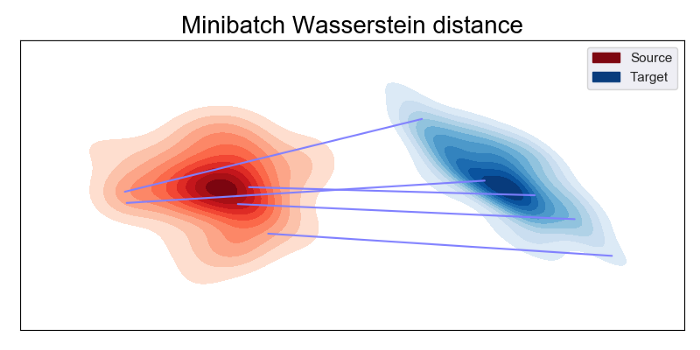 Minibatch Wasserstein distance
Source
Target